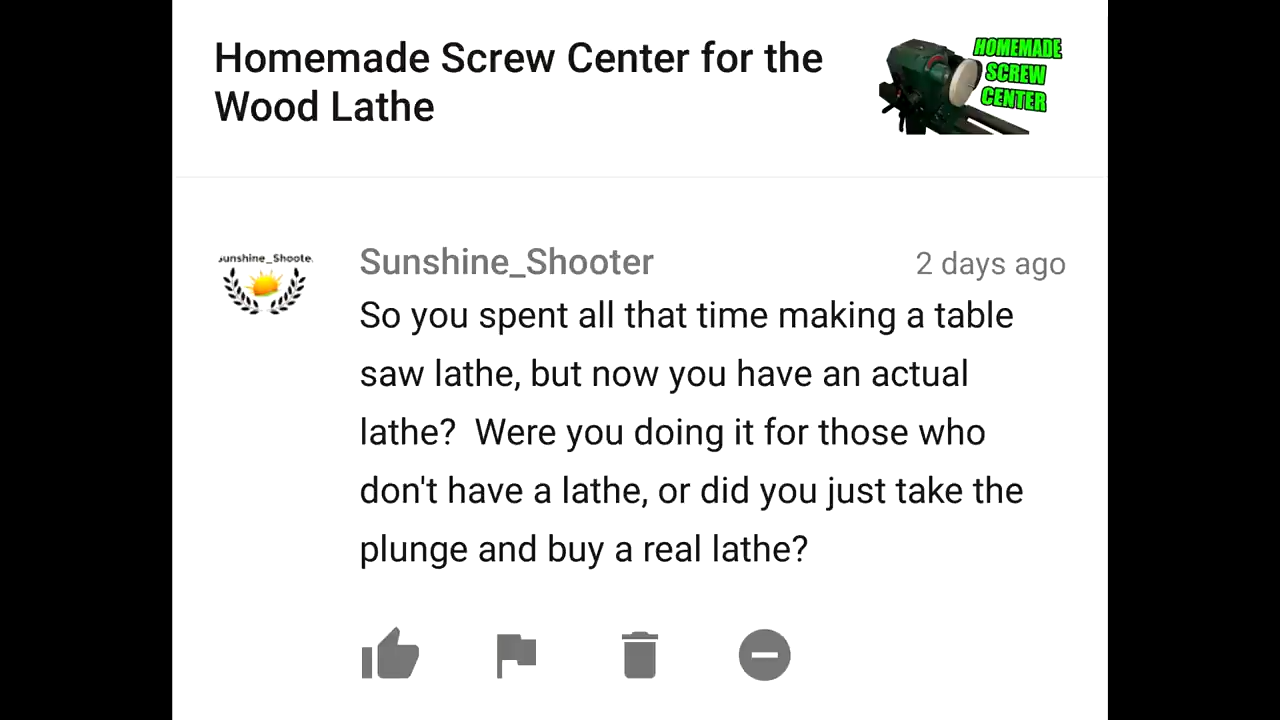 Homemade Screw Center for the
Wood Lathe
HOMEMADE
SCREW
CENTER
Sunshine_Shooter
2 days ago
unshine_Shoote
So you spent all that time making a table
saw lathe, but now you have an actual
lathe?  Were you doing it for those who
don't have a lathe, or did you just take the
plunge and buy a real lathe?